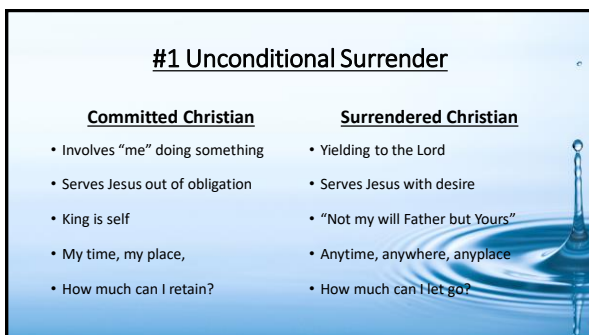 #1 Unconditional Surrender
Committed Christian
• Involves “me” doing something
• Serves Jesus out of obligation
• King is self
• My time, my place,
• How much can I retain?
Surrendered Christian
• Yielding to the Lord
• Serves Jesus with desire
• “Not my will Father but Yours”
• Anytime, anywhere, anyplace
• How much can I let go?